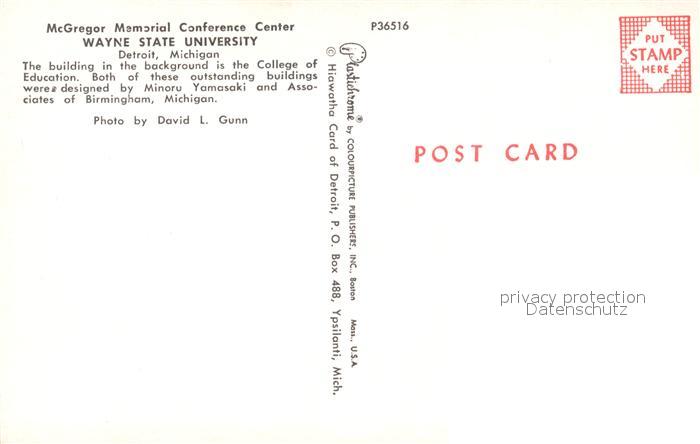 McGregor Memorial Conference Center
WAYNE STATE UNIVERSITY
Detroit, Michigan
The building in the background is the College of
Education. Both of these outstanding buildings
were designed by Minoru Yamasaki and Asso-
ciates of Birmingham, Michigan.
Photo by David L. Gunn
P36516
Plastichrome® by COLOURPICTURE PUBLISHERS, INC., Boston Mass., U.S.A
© Hiawatha Card of Detroit, P. O. Box 488, Ypsilanti, Mich.
PUT
STAMP
HERE
POST CARD
privacy protection
Datenschutz